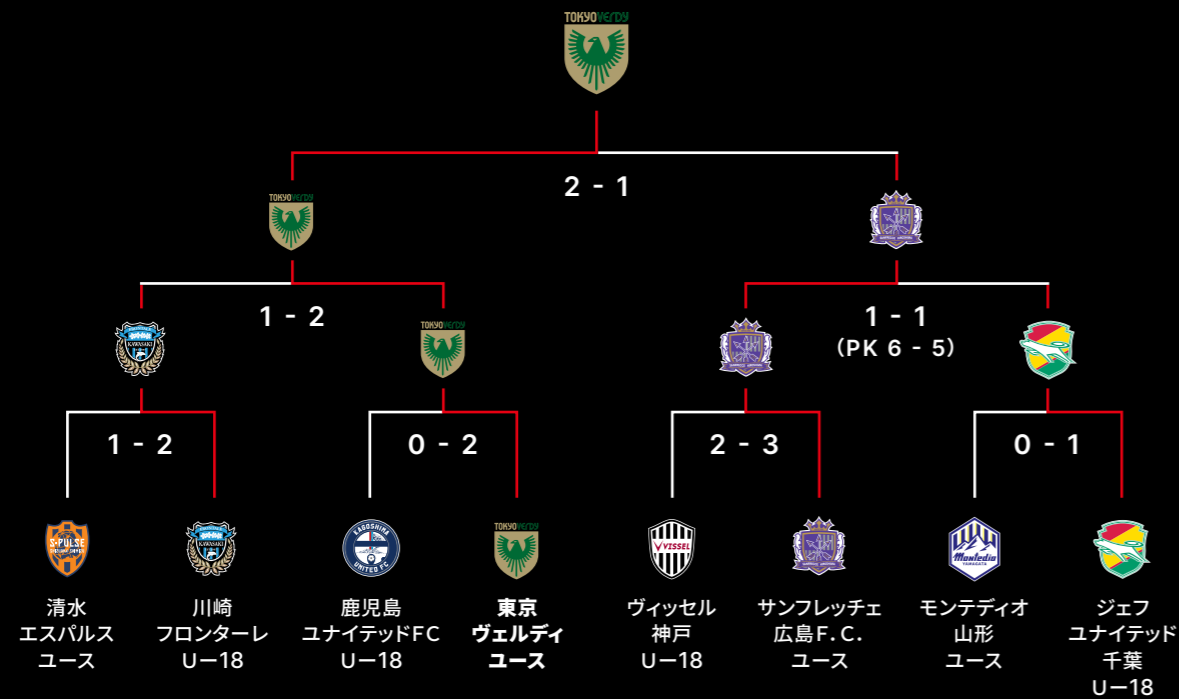 TOKYO VERDY
2 - 1
TOKYO VERDY
1 - 2
1 - 1
(PK 6 - 5)
KAWASAKI
TOKYO VERDY
1 - 2
0 - 2
2 - 3
0 - 1
S-PULSE
KAWASAKI
KAGOSHIMA
UNITED FC
TOKYO VERDY
VISSEL
Montedio
YAMAGATA
清水
エスパルス
ユース
川崎
フロンターレ
U−18
鹿児島
ユナイテッドFC
U−18
東京
ヴェルディ
ユース
ヴィッセル
神戸
U−18
サンフレッチェ
広島F.C.
ユース
モンテディオ
山形
ユース
ジェフ
ユナイテッド
千葉
U−18